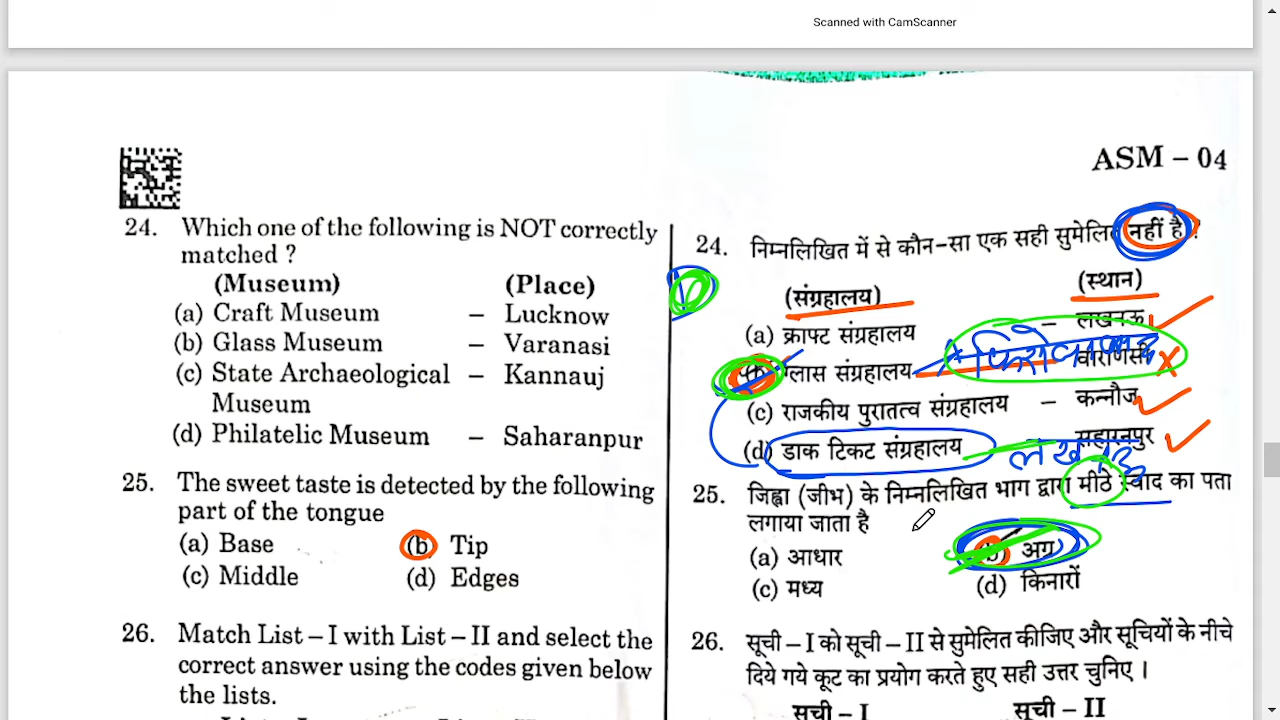 Scanned with CamScanner
ASM – 04
24. Which one of the following is NOT correctly
matched ?
(Museum) (Place)
(a) Craft Museum – Lucknow
(b) Glass Museum – Varanasi
(c) State Archaeological – Kannauj
Museum
(d) Philatelic Museum – Saharanpur
25. The sweet taste is detected by the following
part of the tongue
(a) Base (b) Tip
(c) Middle (d) Edges
26. Match List – I with List – II and select the
correct answer using the codes given below
the lists.
24. निम्नलिखित में से कौन-सा एक सही सुमेलित नहीं है ?
(संग्रहालय) (स्थान)
(a) क्राफ्ट संग्रहालय – लखनऊ
ग्लास संग्रहालय वाराणसी
(c) राजकीय पुरातत्व संग्रहालय – कन्नौज
(d) डाक टिकट संग्रहालय सहारनपुर
लखनऊ
25. जिह्वा (जीभ) के निम्नलिखित भाग द्वारा मीठे स्वाद का पता
लगाया जाता है
(a) आधार (b) अग्र
(c) मध्य (d) किनारों
26. सूची – I को सूची – II से सुमेलित कीजिए और सूचियों के नीचे
दिये गये कूट का प्रयोग करते हुए सही उत्तर चुनिए ।
सूची – I सूची – II